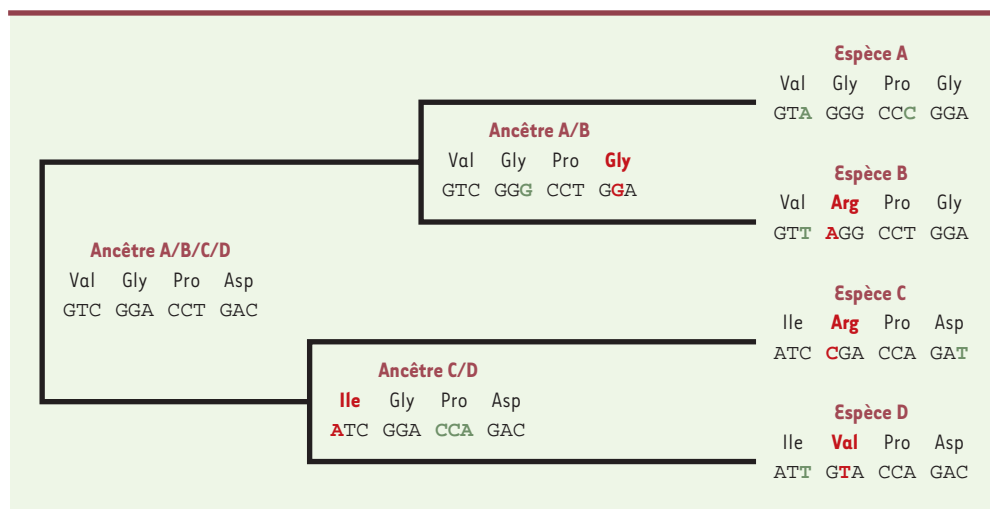 Espèce A
Val Gly Pro Gly
GTA GGG CCC GGA
Ancêtre A/B
Val Gly Pro Gly
GTC GGG CCT GGA
Espèce B
Val Arg Pro Gly
GTT AGG CCT GGA
Ancêtre A/B/C/D
Val Gly Pro Asp
GTC GGA CCT GAC
Espèce C
Ile Arg Pro Asp
ATC CGA CCA GAT
Ancêtre C/D
Ile Gly Pro Asp
ATC GGA CCA GAC
Espèce D
Ile Val Pro Asp
ATT GTA CCA GAC